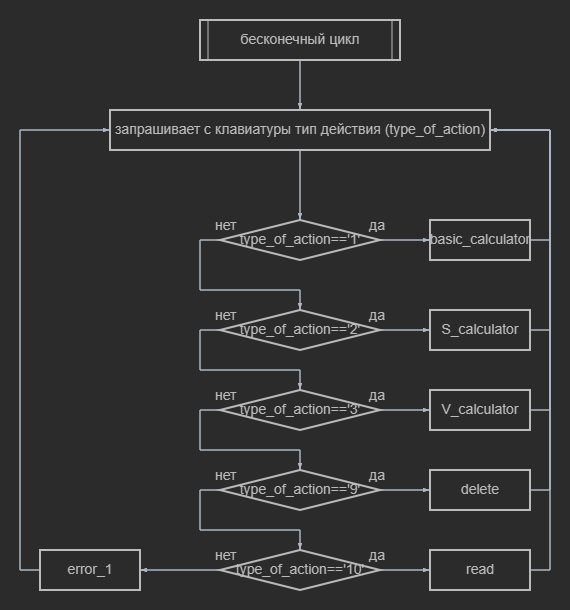 бесконечный цикл
запрашивает с клавиатуры тип действия (type_of_action)
нет
да
type_of_action=='1'
basic_calculator
нет
да
type_of_action=='2'
S_calculator
нет
да
type_of_action=='3'
V_calculator
нет
да
type_of_action=='9'
delete
нет
да
error_1
type_of_action=='10'
read